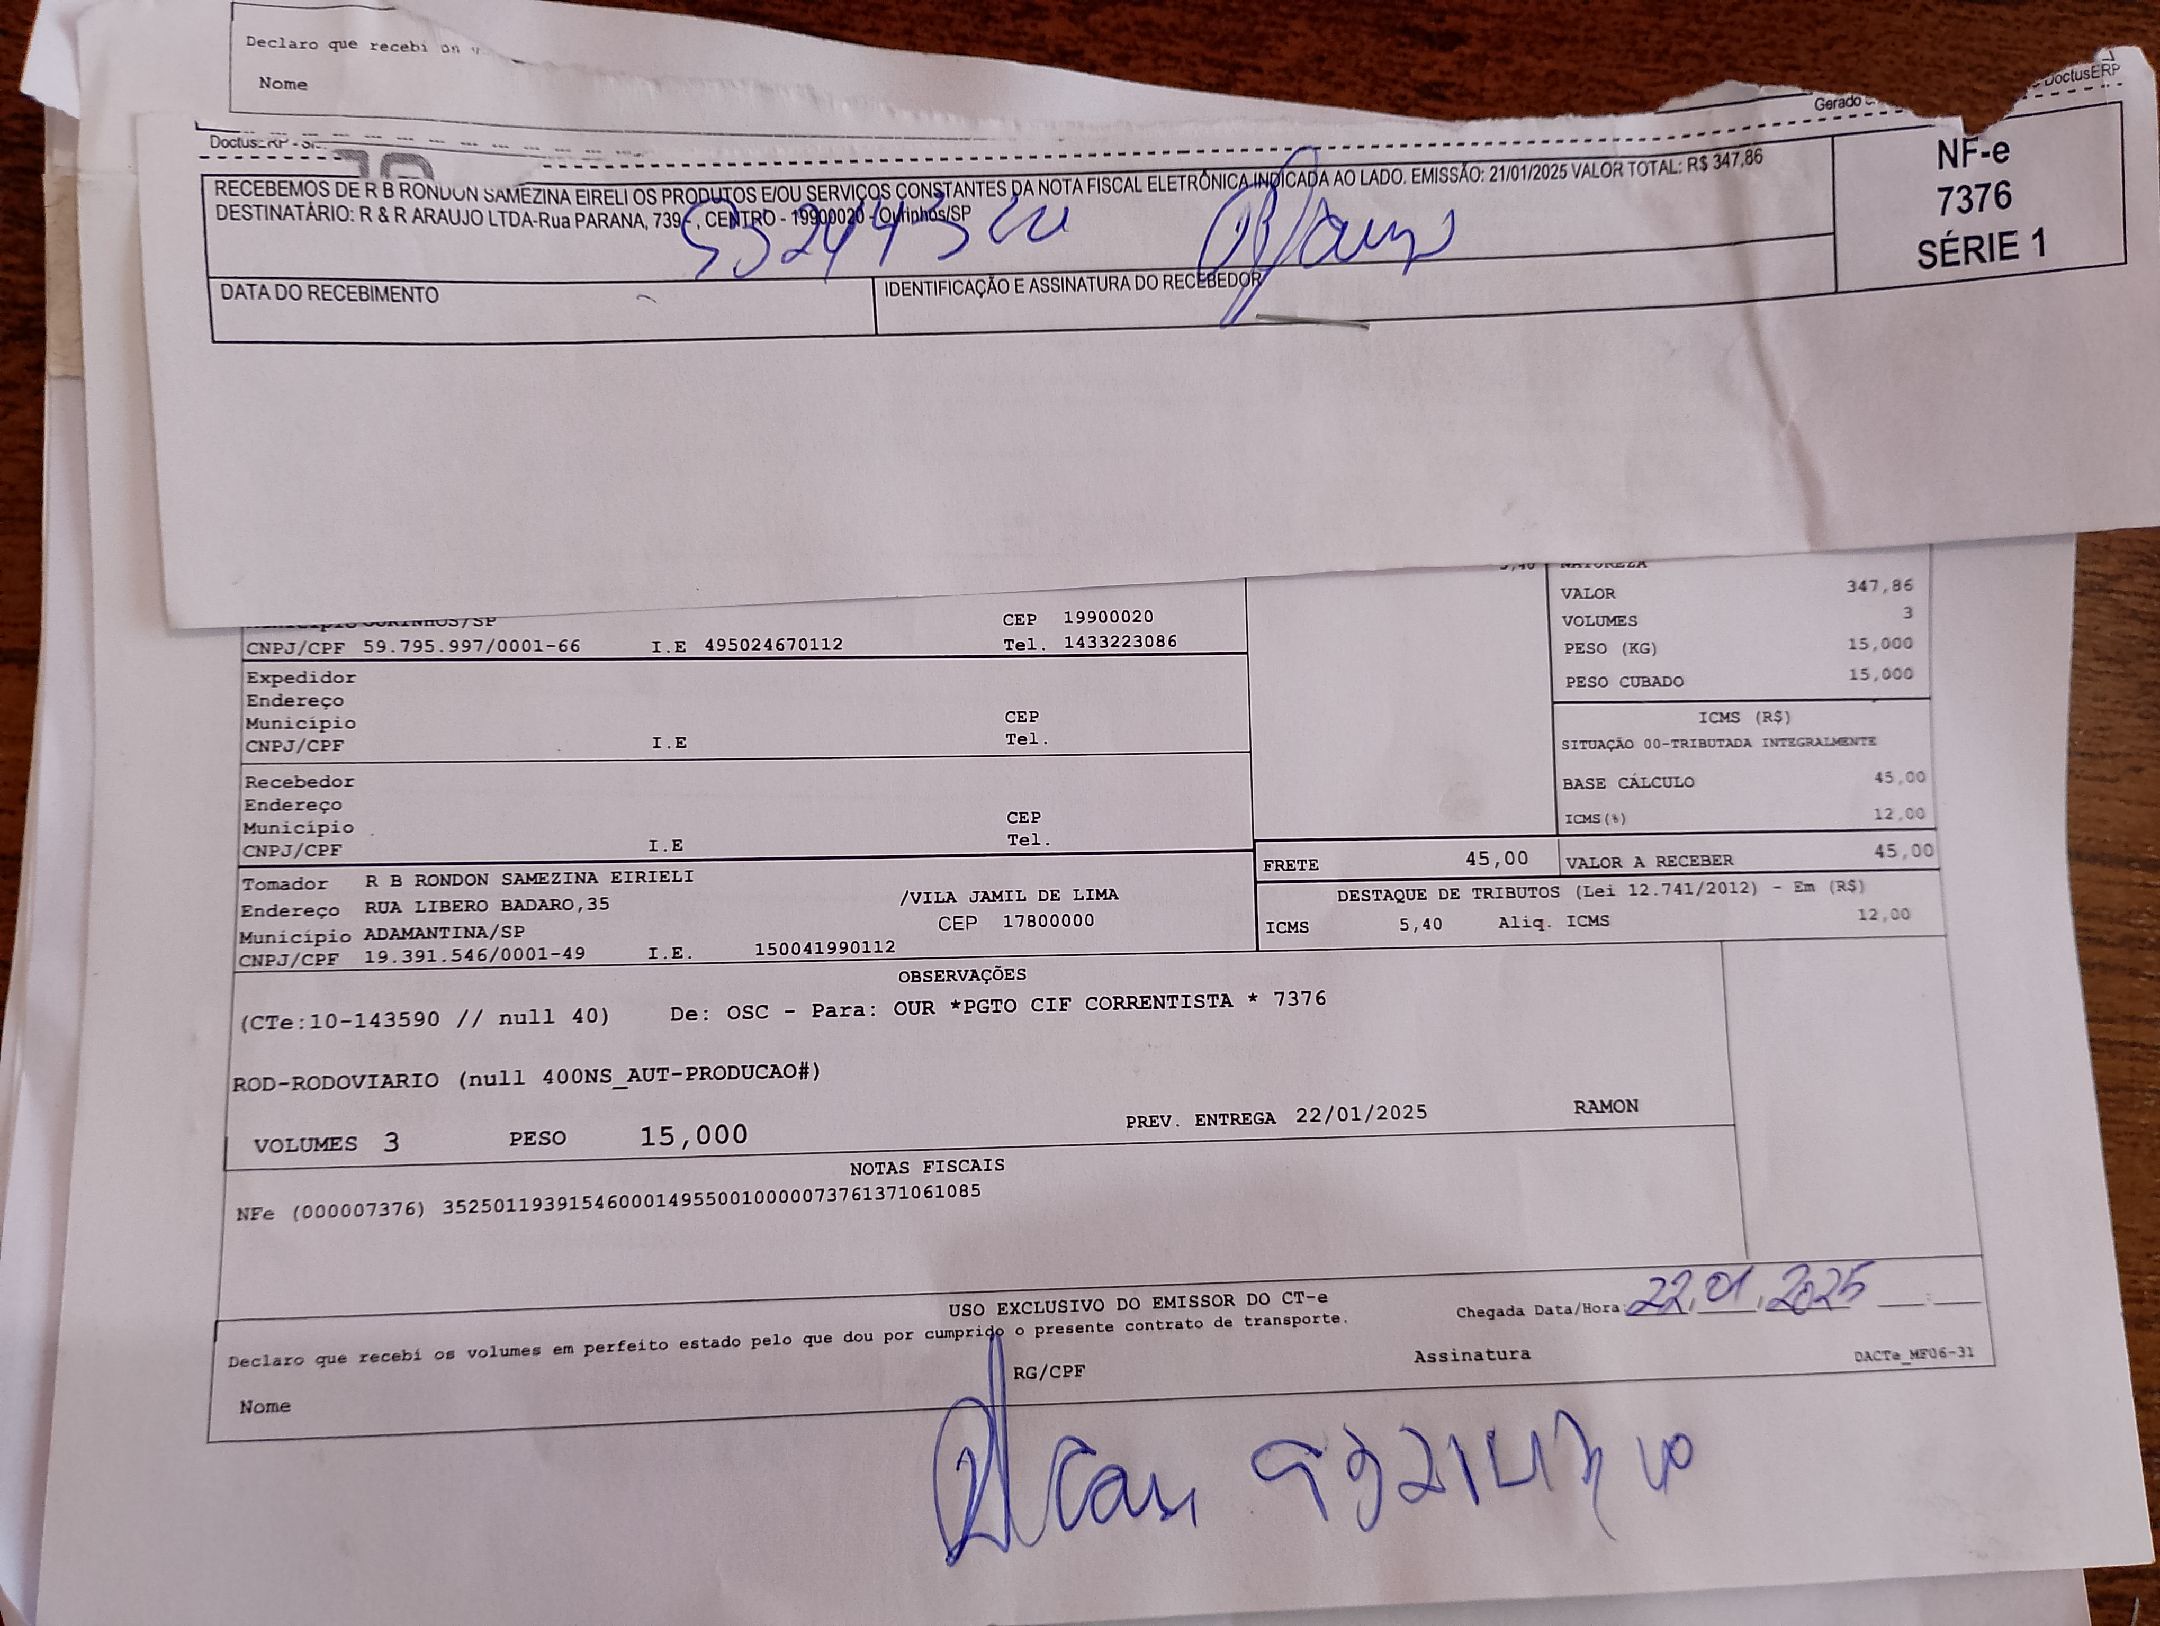 Declaro que recebi os v
Nome
DoctusERP
Gerado
DoctusERP - Si
RECEBEMOS DE R B RONDON SAMEZINA EIRELI OS PRODUTOS E/OU SERVIÇOS CONSTANTES DA NOTA FISCAL ELETRÔNICA INDICADA AO LADO. EMISSÃO: 21/01/2025 VALOR TOTAL: R$ 347,86
DESTINATÁRIO: R & R ARAUJO LTDA-Rua PARANA, 739 - , CENTRO - 19900020 - Ourinhos/SP
NF-e
7376
SÉRIE 1
DATA DO RECEBIMENTO
IDENTIFICAÇÃO E ASSINATURA DO RECEBEDOR
5,40 NATUREZA
VALOR 347,86
VOLUMES 3
PESO (KG) 15,000
PESO CUBADO 15,000
Município OURINHOS/SP CEP 19900020
CNPJ/CPF 59.795.997/0001-66 I.E 495024670112 Tel. 1433223086
Expedidor
Endereço
Município CEP
CNPJ/CPF I.E Tel.
ICMS (R$)
SITUAÇÃO 00-TRIBUTADA INTEGRALMENTE
BASE CÁLCULO 45,00
ICMS(%) 12,00
Recebedor
Endereço
Município CEP
CNPJ/CPF I.E Tel.
FRETE 45,00 VALOR A RECEBER 45,00
Tomador R B RONDON SAMEZINA EIRIELI
Endereço RUA LIBERO BADARO,35 /VILA JAMIL DE LIMA
Município ADAMANTINA/SP CEP 17800000
CNPJ/CPF 19.391.546/0001-49 I.E. 150041990112
DESTAQUE DE TRIBUTOS (Lei 12.741/2012) - Em (R$)
ICMS 5,40 Aliq. ICMS 12,00
OBSERVAÇÕES
(CTe:10-143590 // null 40) De: OSC - Para: OUR *PGTO CIF CORRENTISTA * 7376
ROD-RODOVIARIO (null 400NS_AUT-PRODUCAO#)
VOLUMES 3 PESO 15,000 PREV. ENTREGA 22/01/2025 RAMON
NOTAS FISCAIS
NFe (000007376) 35250119391546000149550010000073761371061085
USO EXCLUSIVO DO EMISSOR DO CT-e
Declaro que recebi os volumes em perfeito estado pelo que dou por cumprido o presente contrato de transporte.
Chegada Data/Hora: 22.01.2025
Nome RG/CPF Assinatura DACTe_MF06-31